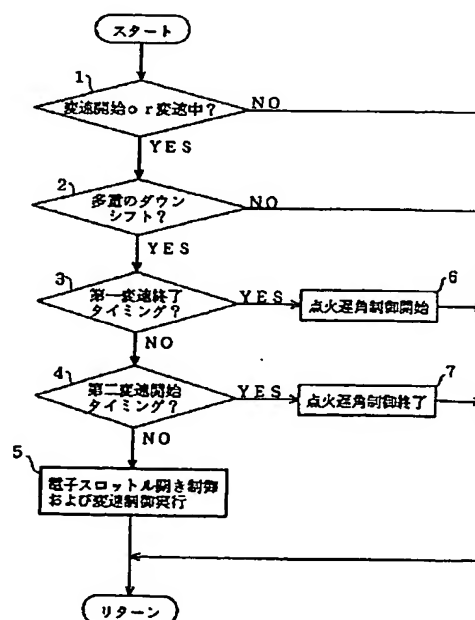 スタート
1
変速開始or変速中？
NO
YES
2
多重のダウン
シフト？
NO
YES
3
第一変速終了
タイミング？
YES
6
点火遅角制御開始
NO
4
第二変速開始
タイミング？
YES
7
点火遅角制御終了
NO
5
電子スロットル開き制御
および変速制御実行
リターン